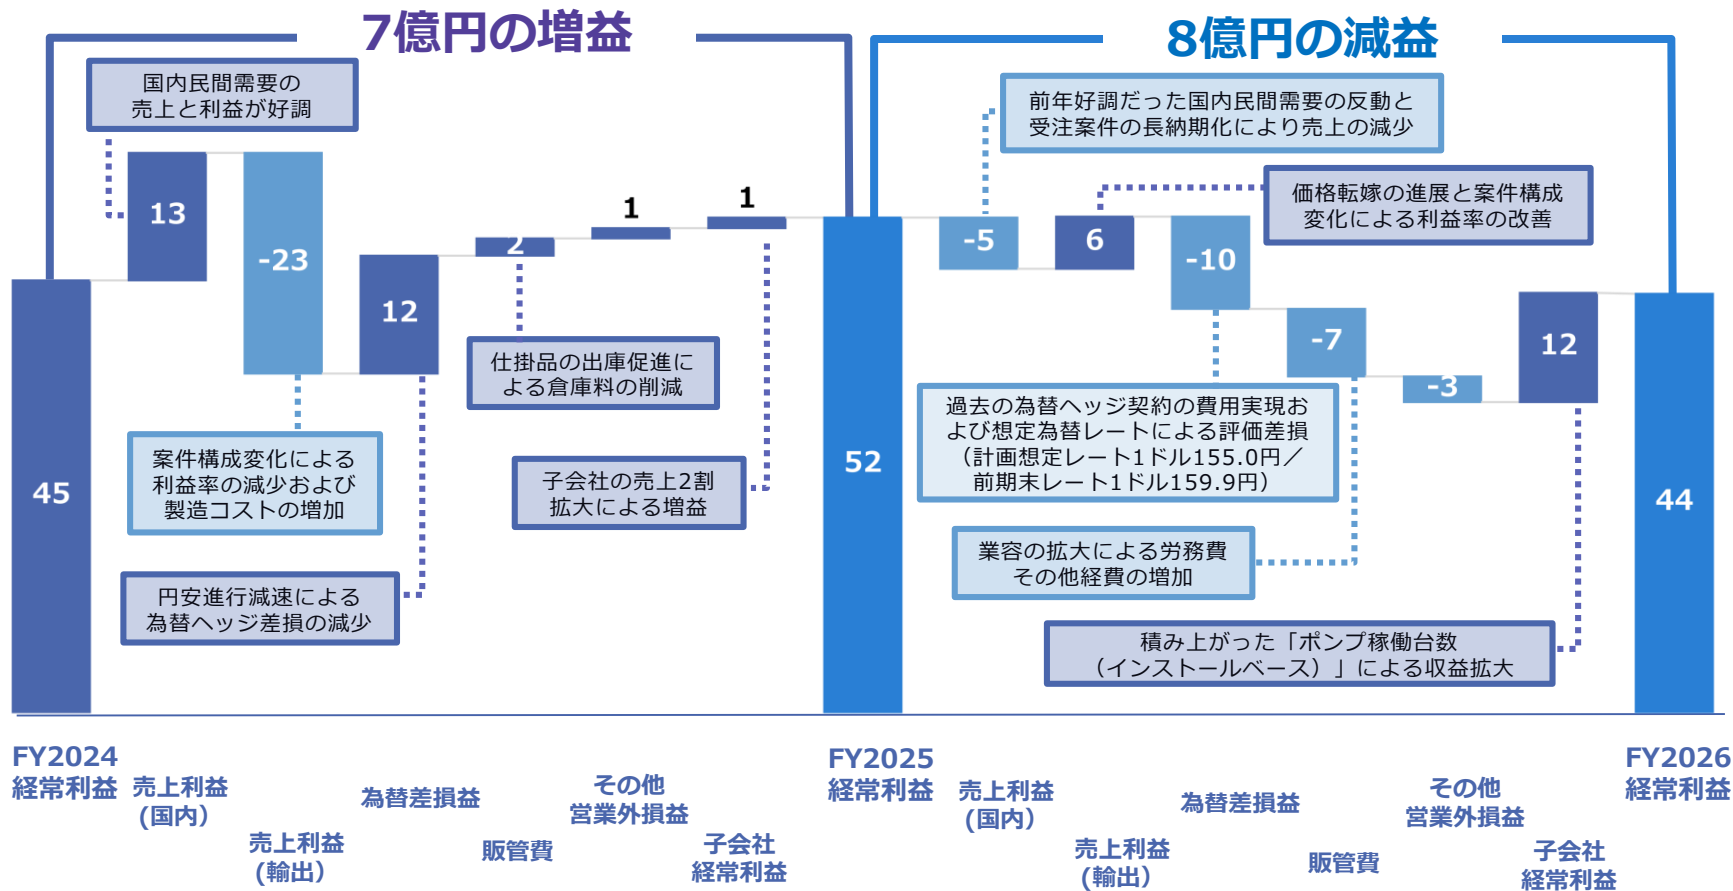 7億円の増益
8億円の減益
国内民間需要の
売上と利益が好調
前年好調だった国内民間需要の反動と
受注案件の長納期化により売上の減少
価格転嫁の進展と案件構成
変化による利益率の改善
13
-23
12
2
1
1
-5
6
-10
-7
-3
12
仕掛品の出庫促進に
よる倉庫料の削減
過去の為替ヘッジ契約の費用実現お
よび想定為替レートによる評価差損
（計画想定レート1ドル155.0円／
前期末レート1ドル159.9円）
案件構成変化による
利益率の減少および
製造コストの増加
子会社の売上2割
拡大による増益
45
52
44
業容の拡大による労務費
その他経費の増加
円安進行減速による
為替ヘッジ差損の減少
積み上がった「ポンプ稼働台数
（インストールベース）」による収益拡大
FY2024
経常利益
売上利益
(国内）
売上利益
(輸出）
為替差損益
販管費
その他
営業外損益
子会社
経常利益
FY2025
経常利益
売上利益
(国内）
売上利益
(輸出）
為替差損益
販管費
その他
営業外損益
子会社
経常利益
FY2026
経常利益